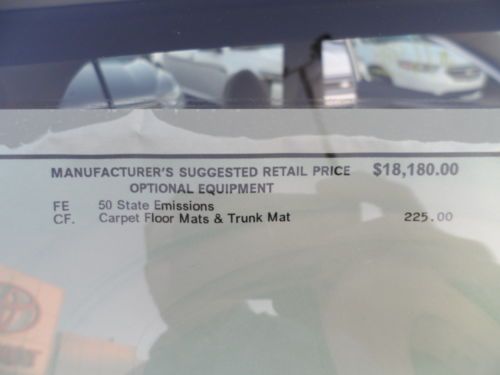 MANUFACTURER'S SUGGESTED RETAIL PRICE $18,180.00
OPTIONAL EQUIPMENT
FE 50 State Emissions
CF. Carpet Floor Mats & Trunk Mat 225.00